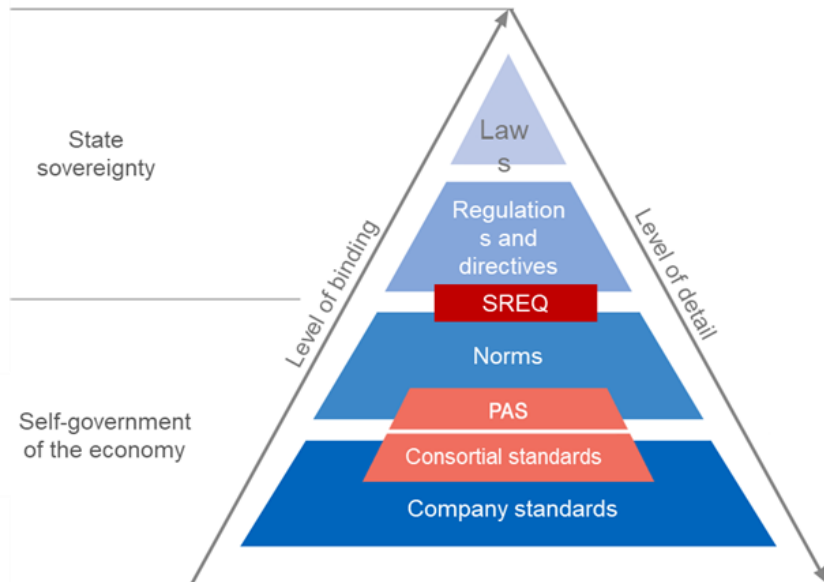 Law
s
State
sovereignty
Regulation
s and
directives
Level of binding
Level of detail
SREQ
Norms
PAS
Self-government
of the economy
Consortial standards
Company standards